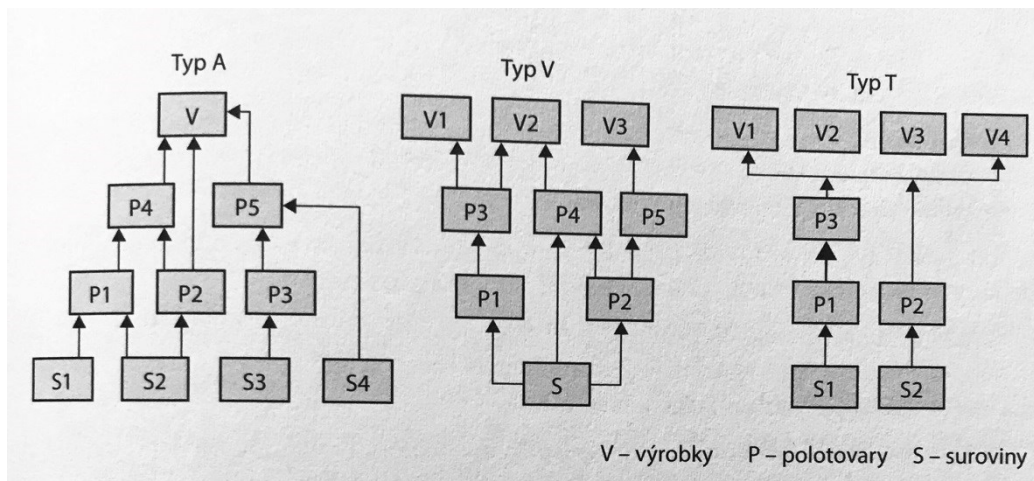 Typ A
Typ V
Typ T
V
V1
V2
V3
V1
V2
V3
V4
P4
P5
P3
P4
P5
P3
P1
P2
P3
P1
P2
P1
P2
S1
S2
S3
S4
S
S1
S2
V – výrobky P – polotovary S – suroviny